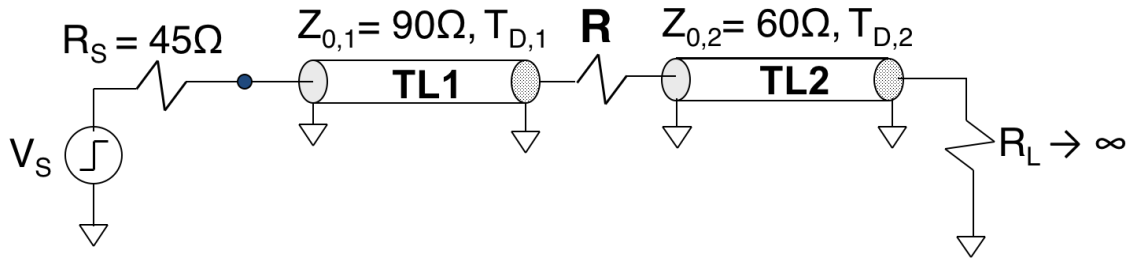 R_S = 45Ω
Z_{0,1}= 90Ω, T_{D,1}
R
Z_{0,2}= 60Ω, T_{D,2}
TL1
TL2
V_S
R_L → ∞